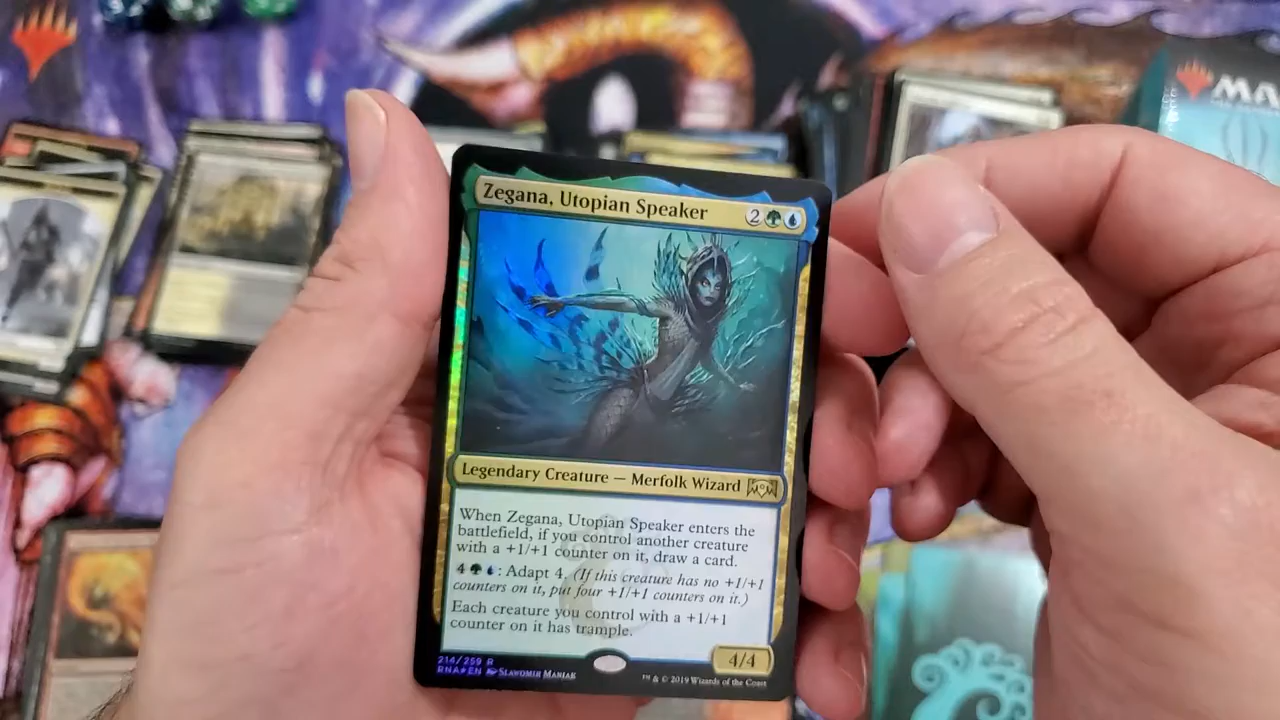 MA
Zegana, Utopian Speaker 2
Legendary Creature — Merfolk Wizard
When Zegana, Utopian Speaker enters the
battlefield, if you control another creature
with a +1/+1 counter on it, draw a card.
4 : Adapt 4. (If this creature has no +1/+1
counters on it, put four +1/+1 counters on it.)
Each creature you control with a +1/+1
counter on it has trample.
4/4
214/259 R
RNA★EN Slawomir Maniak
™ & © 2019 Wizards of the Coast